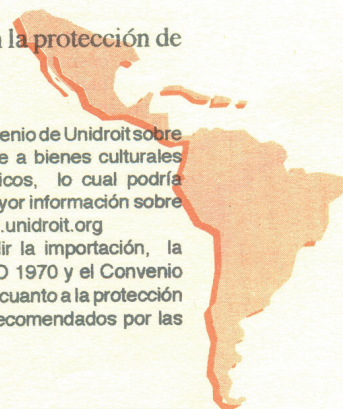 la protección de
enio de Unidroit sobre
e a bienes culturales
icos, lo cual podría
yor información sobre
.unidroit.org
ir la importación, la
O 1970 y el Convenio
cuanto a la protección
ecomendados por las